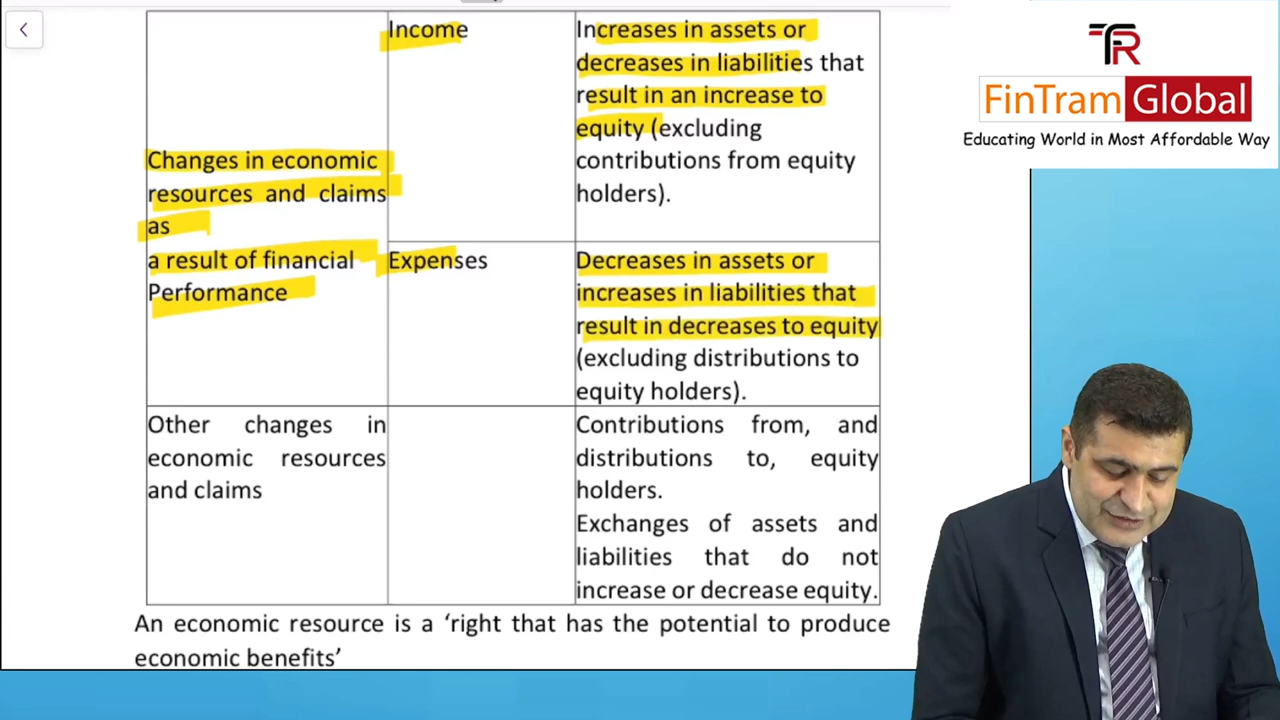 Income
Increases in assets or
decreases in liabilities that
result in an increase to
equity (excluding
contributions from equity
holders).
Changes in economic
resources and claims
as
a result of financial
Performance
Expenses
Decreases in assets or
increases in liabilities that
result in decreases to equity
(excluding distributions to
equity holders).
Other changes in
economic resources
and claims
Contributions from, and
distributions to, equity
holders.
Exchanges of assets and
liabilities that do not
increase or decrease equity.
An economic resource is a ‘right that has the potential to produce
economic benefits’
TR
FinTram Global
Educating World in Most Affordable Way